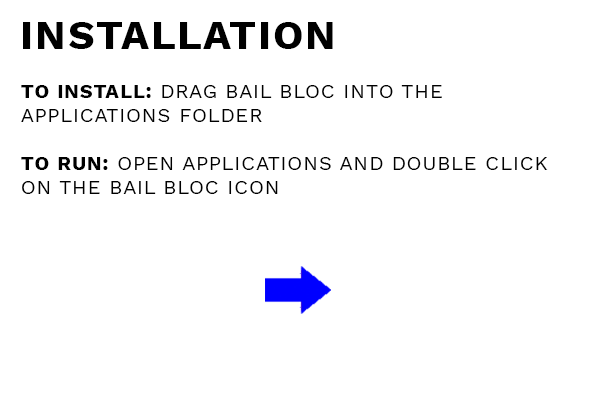 INSTALLATION
TO INSTALL: DRAG BAIL BLOC INTO THE
APPLICATIONS FOLDER
TO RUN: OPEN APPLICATIONS AND DOUBLE CLICK
ON THE BAIL BLOC ICON